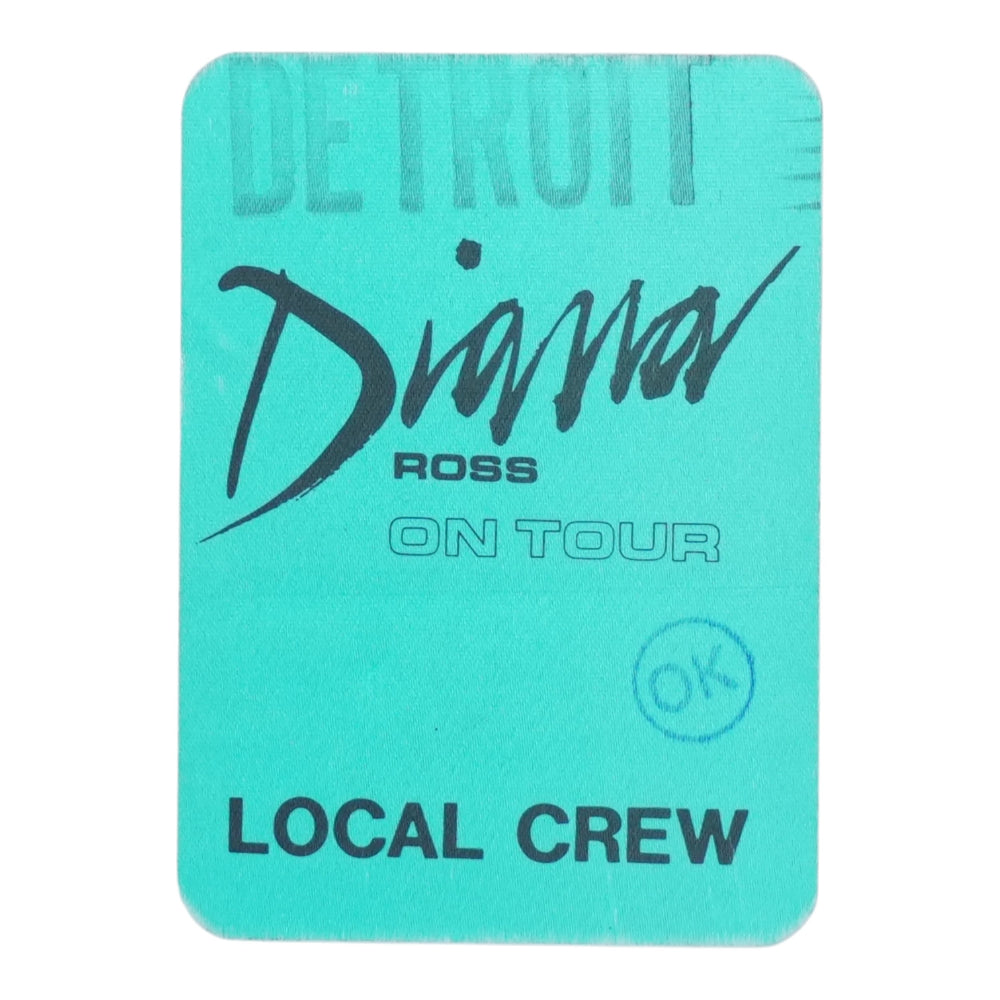 DETROIT
Diana
ROSS
ON TOUR
OK
LOCAL CREW